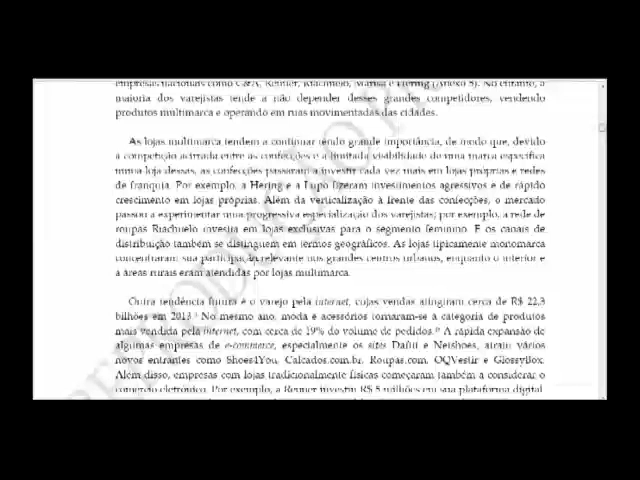 empresas nacionais como C&A, Renner, Riachuelo, Marisa e Hering (Anexo 5). No entanto, a
maioria dos varejistas tende a não depender desses grandes competidores, vendendo
produtos multimarca e operando em ruas movimentadas das cidades.
As lojas multimarca tendem a continuar tendo grande importância, de modo que, devido
a competição acirrada entre as confecções e a limitada visibilidade de uma marca específica
numa loja dessas, as confecções passaram a investir cada vez mais em lojas próprias e redes
de franquia. Por exemplo, a Hering e a Lupo fizeram investimentos agressivos e de rápido
crescimento em lojas próprias. Além da verticalização à frente das confecções, o mercado
passou a experimentar uma progressiva especialização dos varejistas; por exemplo, a rede de
roupas Riachuelo investiu em lojas exclusivas para o segmento feminino. E os canais de
distribuição também se distinguem em termos geográficos. As lojas tipicamente monomarca
concentraram sua participação relevante nos grandes centros urbanos, enquanto o interior e
a áreas rurais eram atendidas por lojas multimarca.
Outra tendência futura é o varejo pela internet, cujas vendas atingiram cerca de R$ 22,3
bilhões em 2013. No mesmo ano, moda e acessórios tornaram-se a categoria de produtos
mais vendida pela internet, com cerca de 19% do volume de pedidos. A rápida expansão de
algumas empresas de e-commerce, especialmente os sites Dafiti e Netshoes, atraiu vários
novos entrantes como Shoes4You, Calcados.com.br, Roupas.com, OQVestir e GlossyBox.
Além disso, empresas com lojas tradicionalmente físicas começaram também a considerar o
comércio eletrônico. Por exemplo, a Renner investiu R$ 5 milhões em sua plataforma digital,